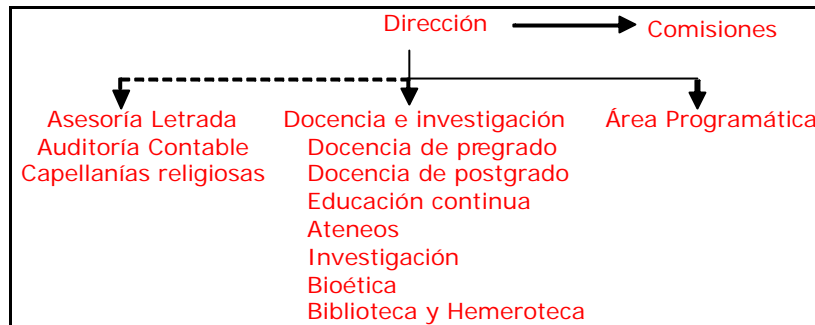 Dirección
Comisiones
Asesoría Letrada
Auditoría Contable
Capellanías religiosas
Docencia e investigación
Docencia de pregrado
Docencia de postgrado
Educación continua
Ateneos
Investigación
Bioética
Biblioteca y Hemeroteca
Área Programática